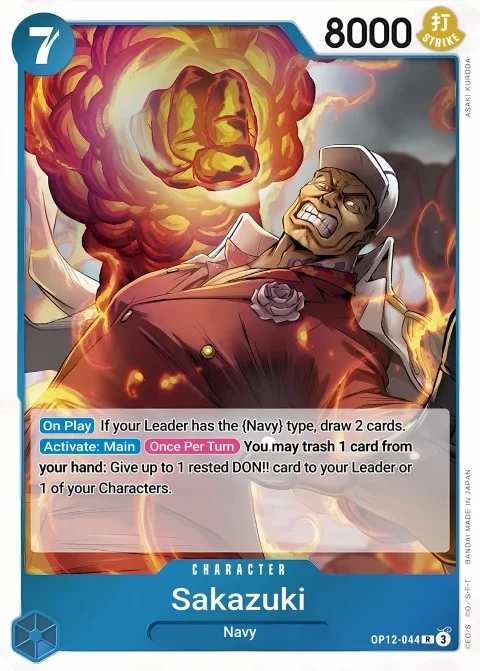 7
8000
打
STRIKE
ASAKI KURODA
On Play If your Leader has the {Navy} type, draw 2 cards.
Activate: Main Once Per Turn You may trash 1 card from
your hand: Give up to 1 rested DON!! card to your Leader or
1 of your Characters.
BANDAI MADE IN JAPAN
©E.O/S ©O/S·F·T
CHARACTER
Sakazuki
Navy
OP12-044 R 3